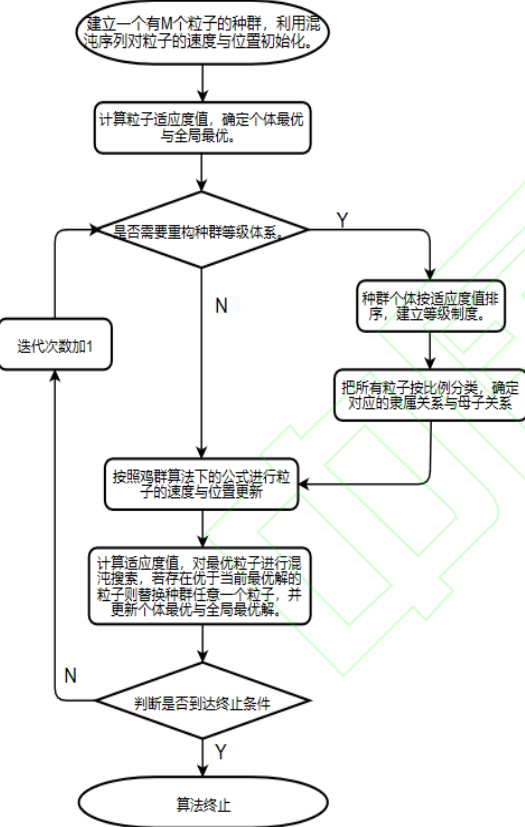 建立一个有M个粒子的种群，利用混
沌序列对粒子的速度与位置初始化。
计算粒子适应度值，确定个体最优
与全局最优。
是否需要重构种群等级体系。
Y
N
种群个体按适应度值排
序，建立等级制度。
迭代次数加1
把所有粒子按比例分类，确定
对应的隶属关系与母子关系
按照鸡群算法下的公式进行粒
子的速度与位置更新
计算适应度值，对最优粒子进行混
沌搜索，若存在优于当前最优解的
粒子则替换种群任意一个粒子，并
更新个体最优与全局最优解。
N
判断是否到达终止条件
Y
算法终止